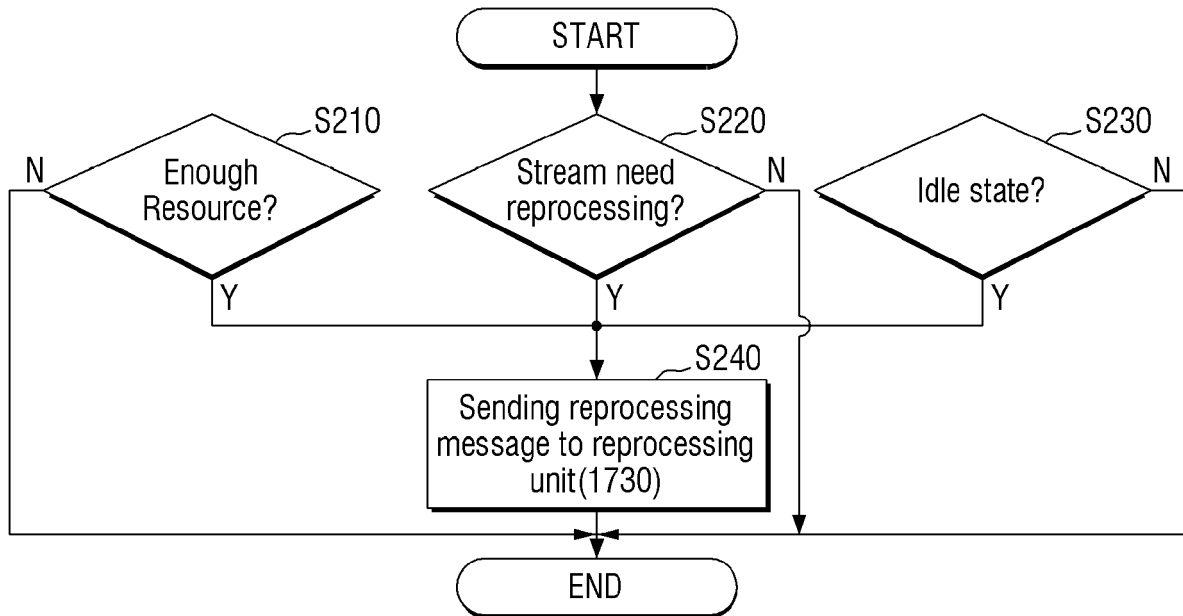 START
S210
S220
S230
N
Enough
Resource?
Stream need
reprocessing?
N
Idle state?
N
Y
Y
Y
S240
Sending reprocessing
message to reprocessing
unit(1730)
END